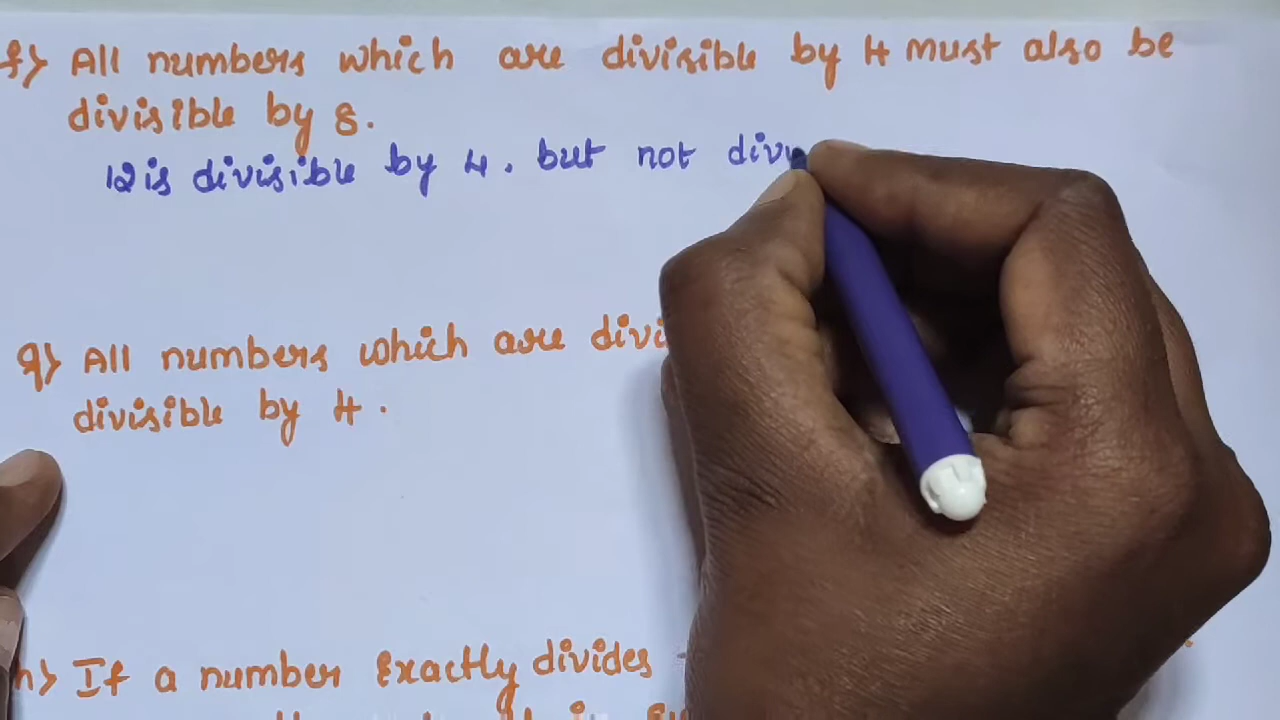 f) All numbers which are divisible by 4 must also be
divisible by 8.
12 is divisible by 4. but not div
g) All numbers which are divi
divisible by 4.
h) If a number Exactly divides